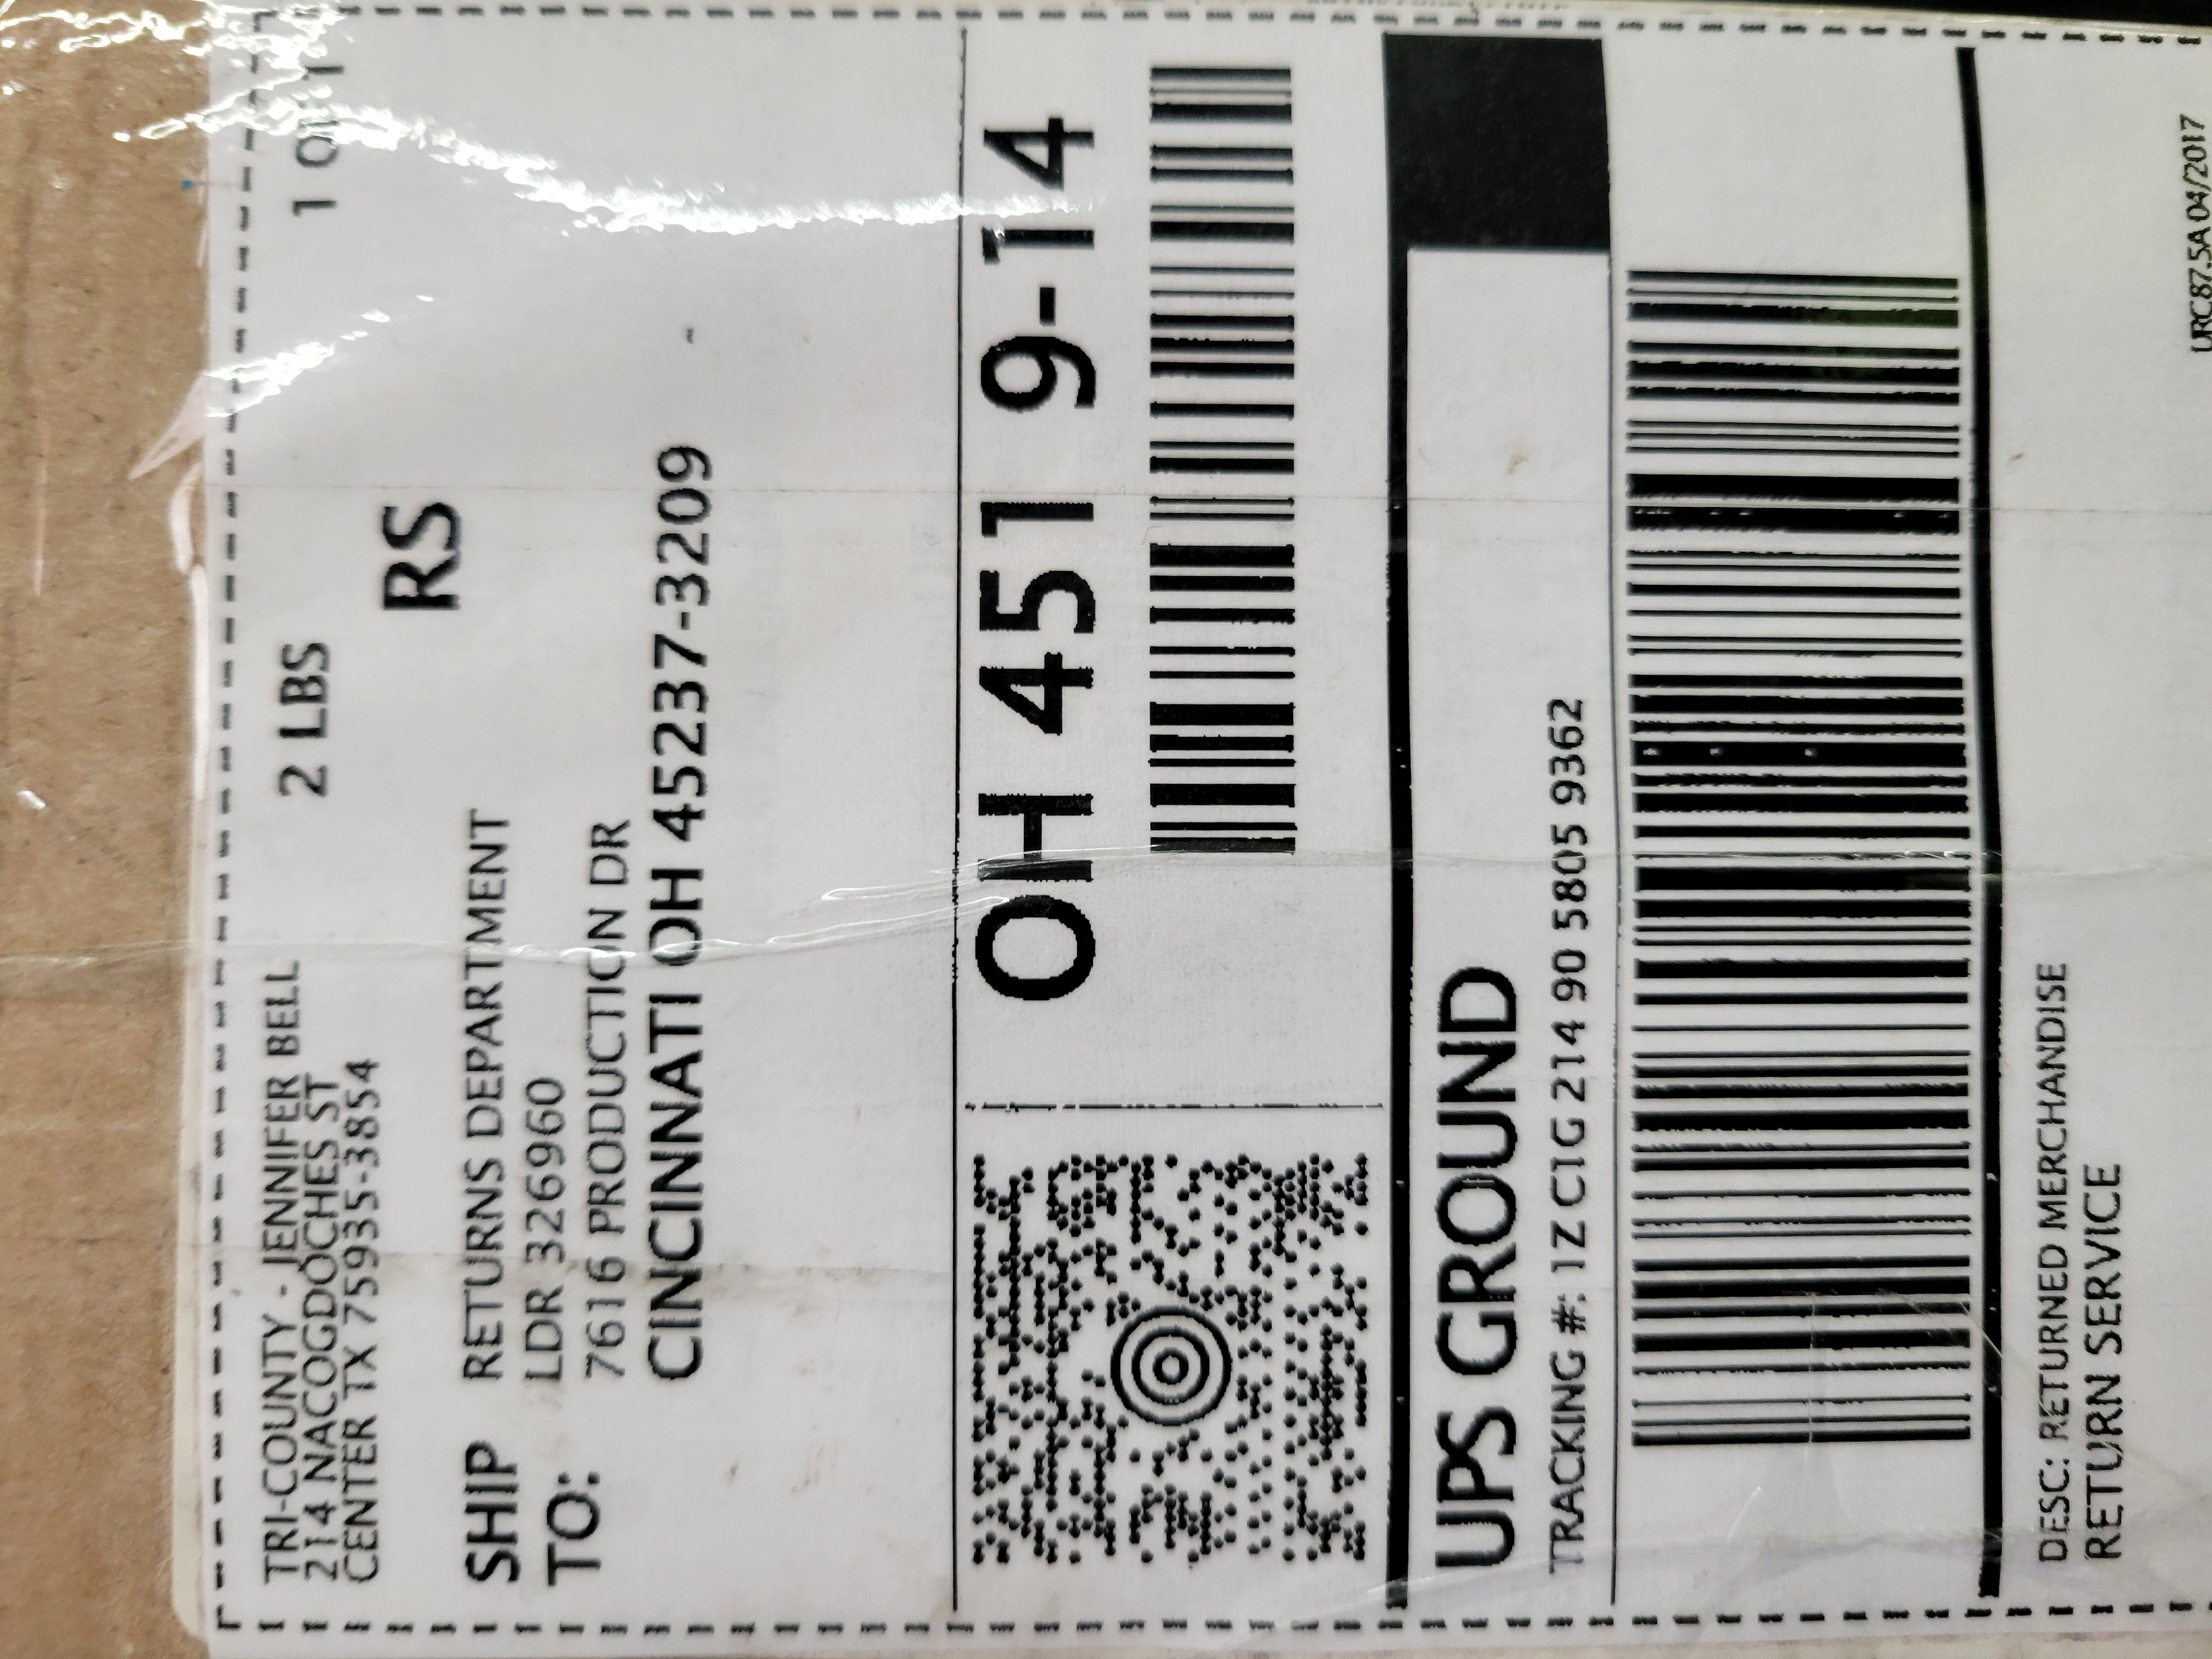 TRI-COUNTY - JENNIFER BELL
214 NACOGDOCHES ST
CENTER TX 75935-3854
2 LBS
1 OF 1
RS
SHIP TO:
RETURNS DEPARTMENT
LDR 326960
7616 PRODUCTION DR
CINCINNATI OH 45237-3209
OH 451 9-14
UPS GROUND
TRACKING #: 1Z C1G 214 90 5805 9362
DESC: RETURNED MERCHANDISE
RETURN SERVICE
URC87.5A 04/2017